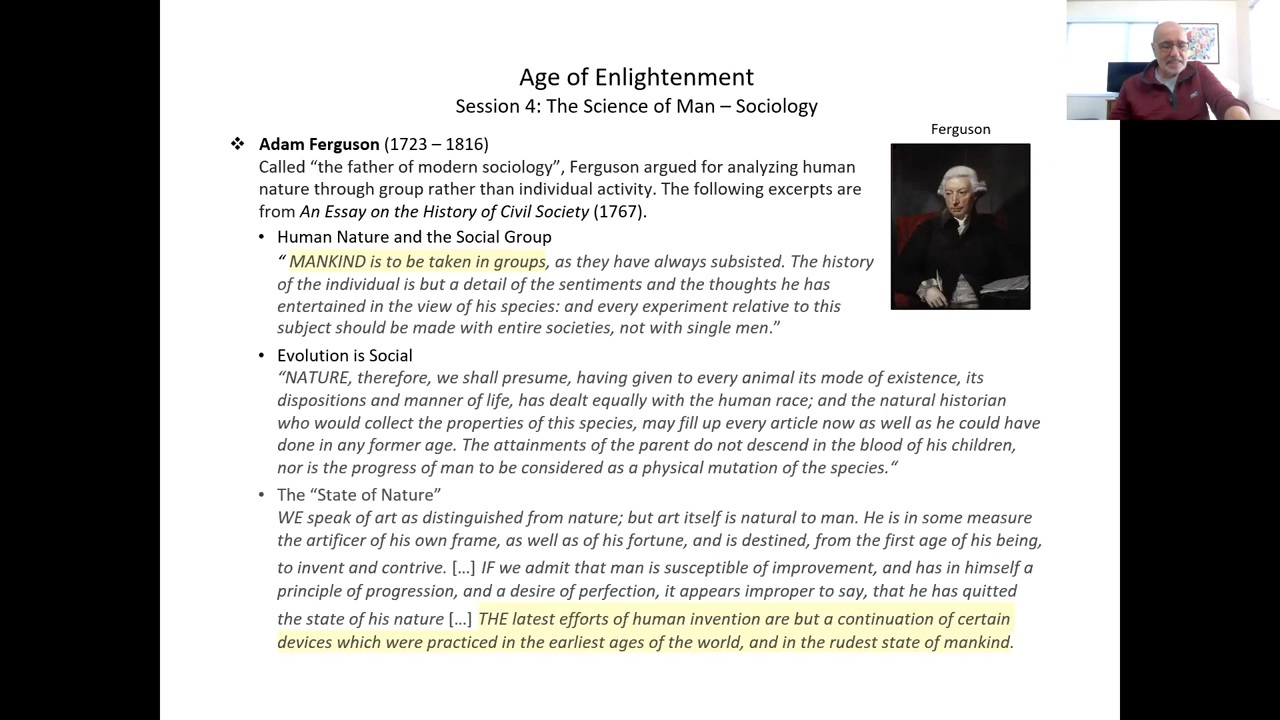 Age of Enlightenment
Session 4: The Science of Man – Sociology
Ferguson
❖ Adam Ferguson (1723 – 1816)
Called “the father of modern sociology”, Ferguson argued for analyzing human
nature through group rather than individual activity. The following excerpts are
from An Essay on the History of Civil Society (1767).
• Human Nature and the Social Group
“ MANKIND is to be taken in groups, as they have always subsisted. The history
of the individual is but a detail of the sentiments and the thoughts he has
entertained in the view of his species: and every experiment relative to this
subject should be made with entire societies, not with single men.”
• Evolution is Social
“NATURE, therefore, we shall presume, having given to every animal its mode of existence, its
dispositions and manner of life, has dealt equally with the human race; and the natural historian
who would collect the properties of this species, may fill up every article now as well as he could have
done in any former age. The attainments of the parent do not descend in the blood of his children,
nor is the progress of man to be considered as a physical mutation of the species.“
• The “State of Nature”
WE speak of art as distinguished from nature; but art itself is natural to man. He is in some measure
the artificer of his own frame, as well as of his fortune, and is destined, from the first age of his being,
to invent and contrive. [...] IF we admit that man is susceptible of improvement, and has in himself a
principle of progression, and a desire of perfection, it appears improper to say, that he has quitted
the state of his nature [...] THE latest efforts of human invention are but a continuation of certain
devices which were practiced in the earliest ages of the world, and in the rudest state of mankind.